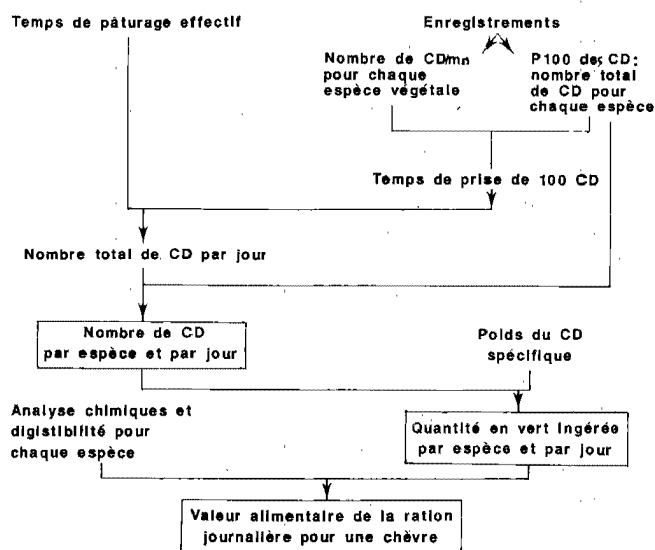 Temps de pâturage effectif
Enregistrements
Nombre de CD/mn
pour chaque
espèce végétale
P100 des CD:
nombre total
de CD pour
chaque espèce
Temps de prise de 100 CD
Nombre total de CD par jour
Nombre de CD
par espèce et par jour
Poids du CD
spécifique
Analyse chimiques et
digistibilité pour
chaque espèce
Quantité en vert ingérée
par espèce et par jour
Valeur alimentaire de la ration
journalière pour une chèvre